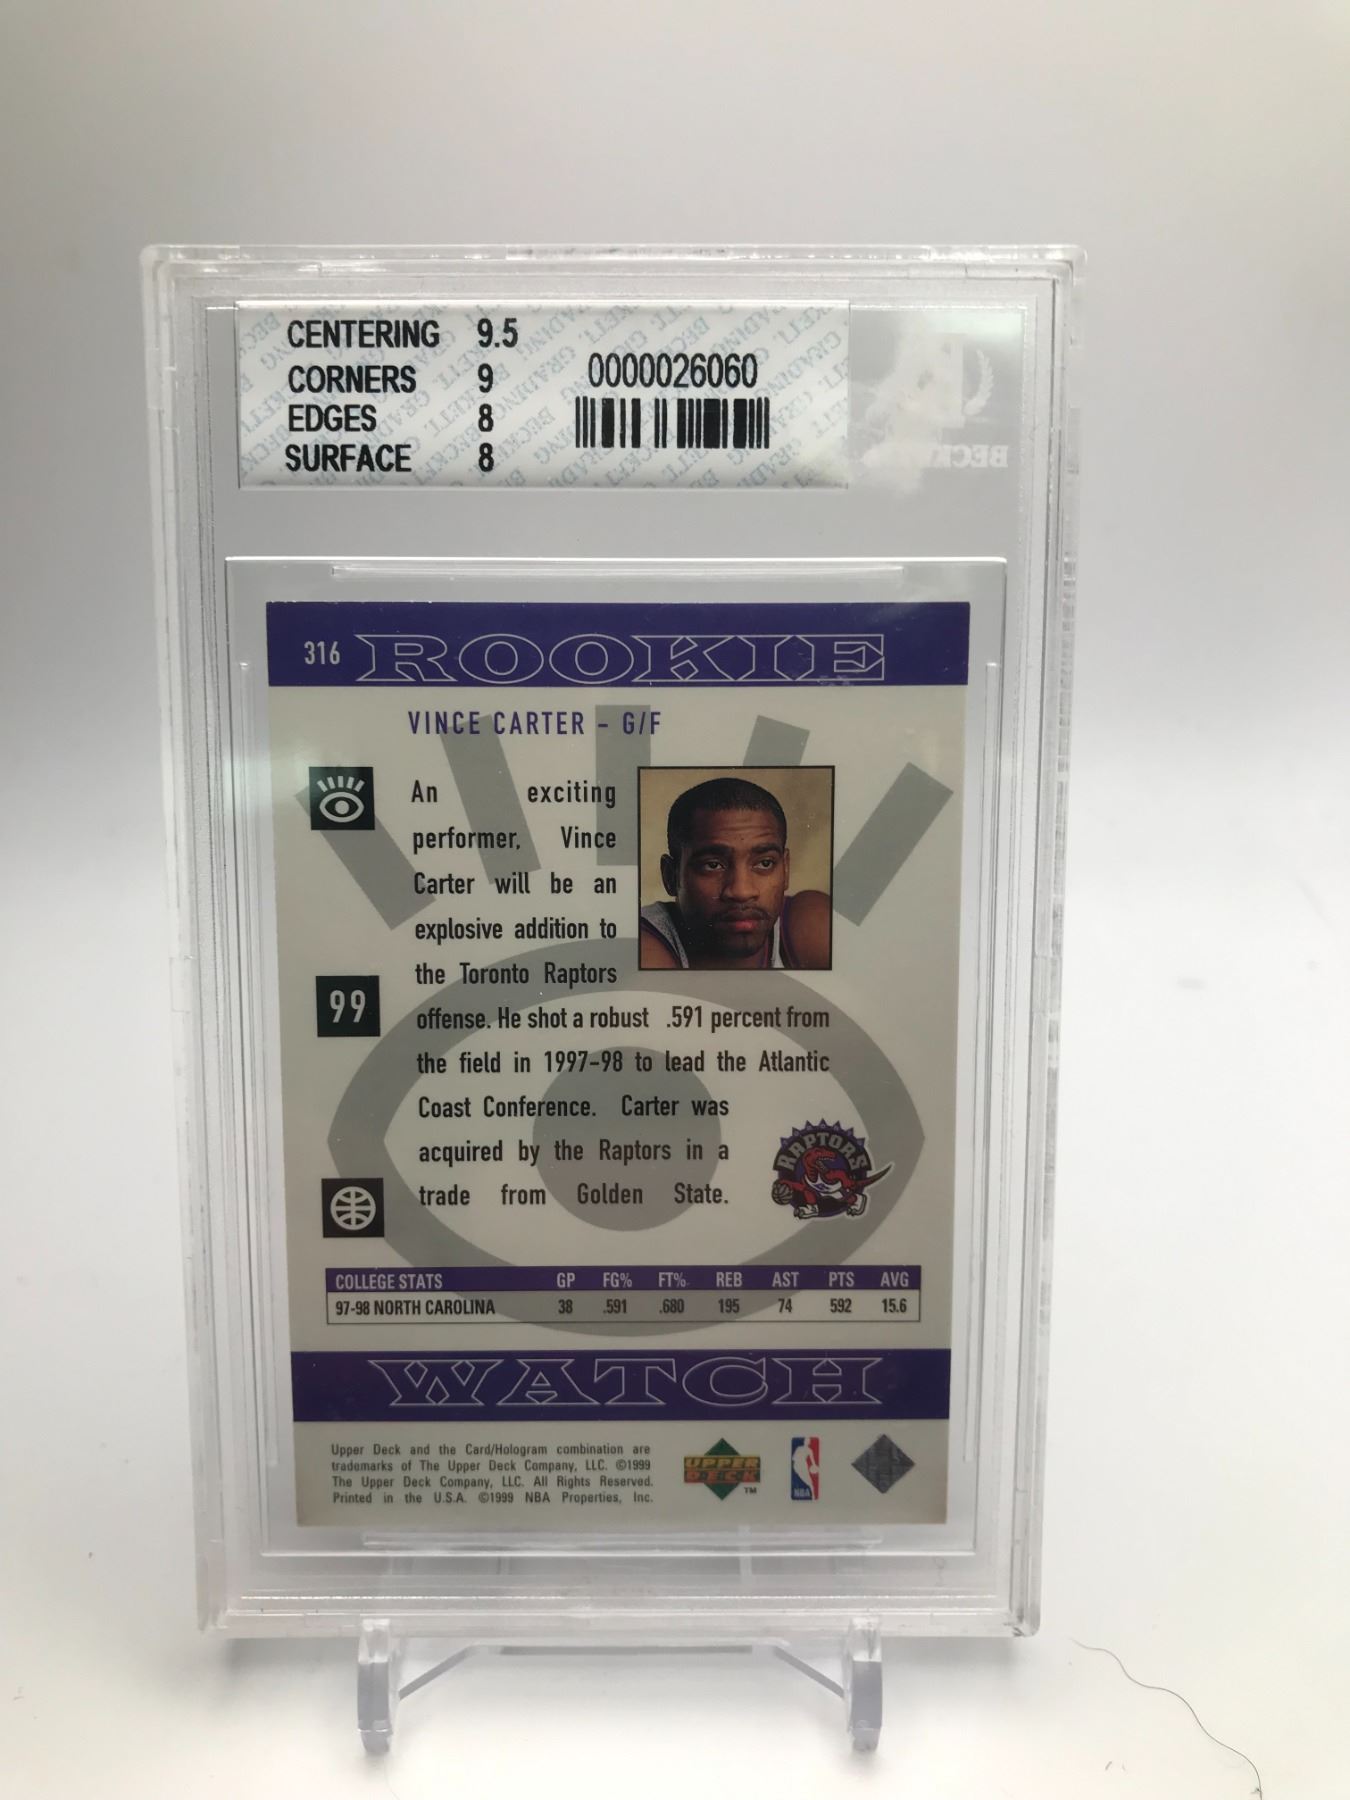 CENTERING 9.5
CORNERS 9
EDGES 8
SURFACE 8
0000026060
BECKETT
316 ROOKIE
VINCE CARTER - G/F
An exciting
performer, Vince
Carter will be an
explosive addition to
the Toronto Raptors
offense. He shot a robust .591 percent from
the field in 1997-98 to lead the Atlantic
Coast Conference. Carter was
acquired by the Raptors in a
trade from Golden State.
99
RAPTORS
COLLEGE STATS GP FG% FT% REB AST PTS AVG
97-98 NORTH CAROLINA 38 .591 .680 195 74 592 15.6
WATCH
Upper Deck and the Card/Hologram combination are
trademarks of The Upper Deck Company, LLC. ©1999
The Upper Deck Company, LLC. All Rights Reserved.
Printed in the U.S.A. ©1999 NBA Properties, Inc.
UPPER
DECK
TM
NBA